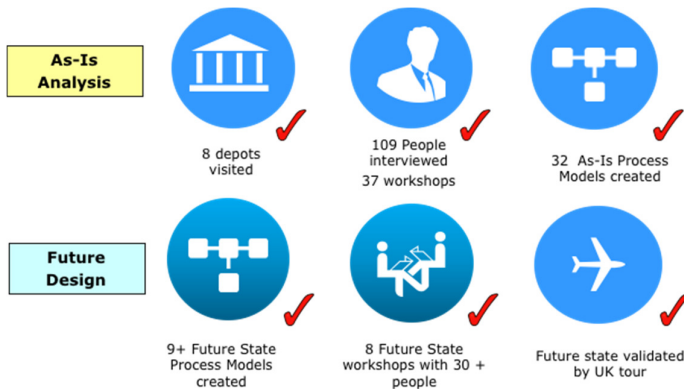 As-Is
Analysis
8 depots
visited
109 People
interviewed
37 workshops
32 As-Is Process
Models created
Future
Design
9+ Future State
Process Models
created
8 Future State
workshops with 30 +
people
Future state validated
by UK tour